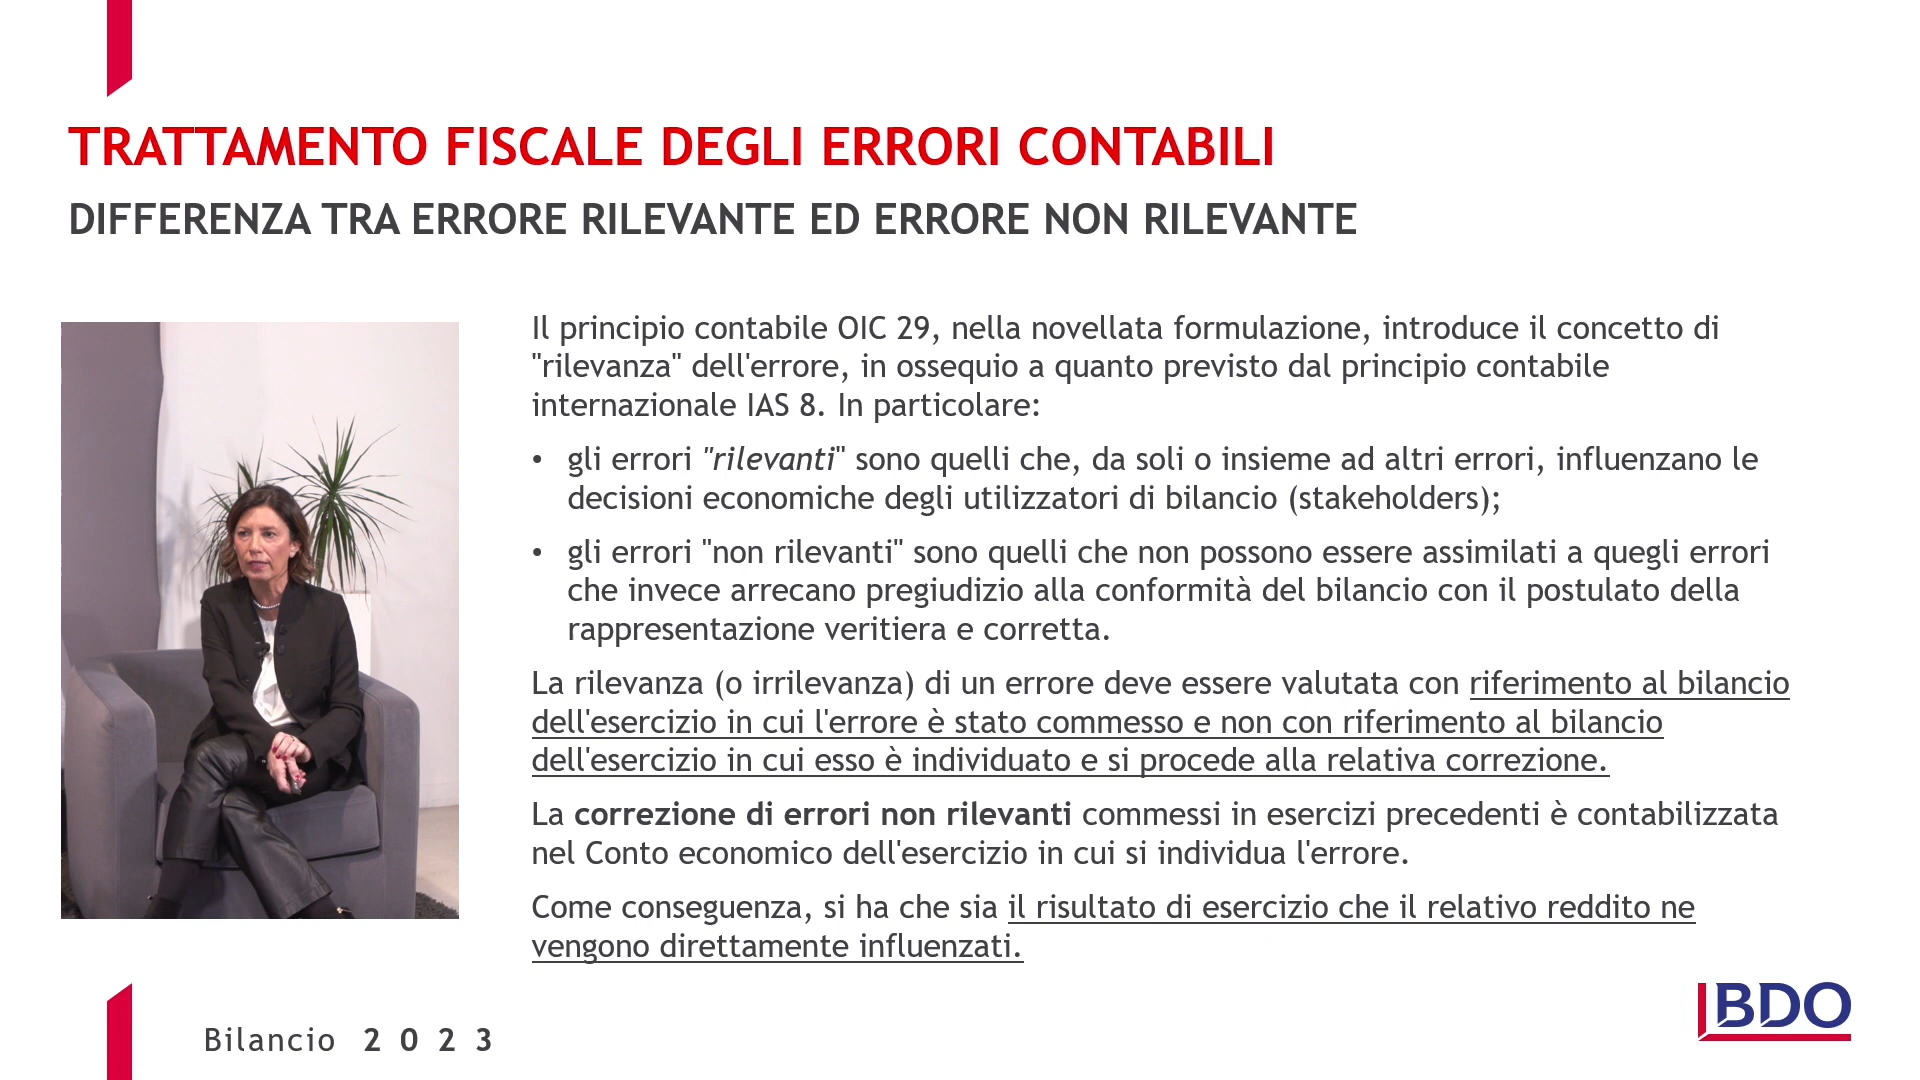 TRATTAMENTO FISCALE DEGLI ERRORI CONTABILI
DIFFERENZA TRA ERRORE RILEVANTE ED ERRORE NON RILEVANTE
Il principio contabile OIC 29, nella novellata formulazione, introduce il concetto di
"rilevanza" dell'errore, in ossequio a quanto previsto dal principio contabile
internazionale IAS 8. In particolare:
• gli errori "rilevanti" sono quelli che, da soli o insieme ad altri errori, influenzano le
decisioni economiche degli utilizzatori di bilancio (stakeholders);
• gli errori "non rilevanti" sono quelli che non possono essere assimilati a quegli errori
che invece arrecano pregiudizio alla conformità del bilancio con il postulato della
rappresentazione veritiera e corretta.
La rilevanza (o irrilevanza) di un errore deve essere valutata con riferimento al bilancio
dell'esercizio in cui l'errore è stato commesso e non con riferimento al bilancio
dell'esercizio in cui esso è individuato e si procede alla relativa correzione.
La correzione di errori non rilevanti commessi in esercizi precedenti è contabilizzata
nel Conto economico dell'esercizio in cui si individua l'errore.
Come conseguenza, si ha che sia il risultato di esercizio che il relativo reddito ne
vengono direttamente influenzati.
Bilancio 2023
BDO